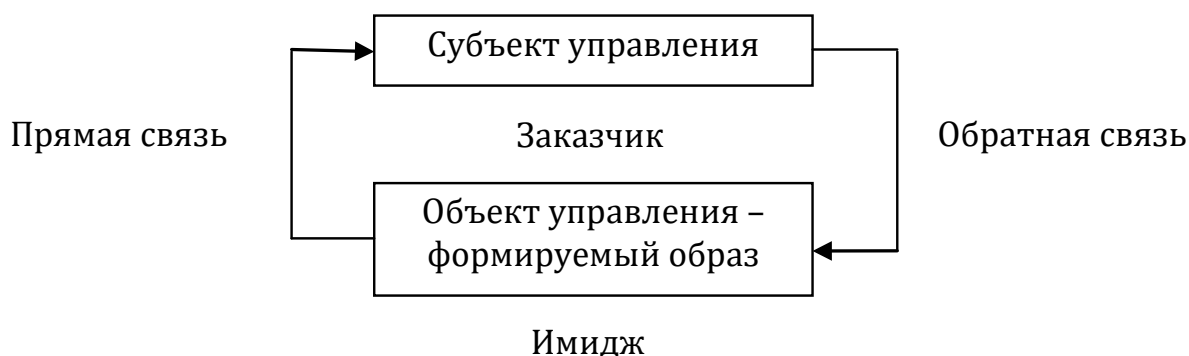 Субъект управления
Прямая связь
Заказчик
Обратная связь
Объект управления –
формируемый образ
Имидж